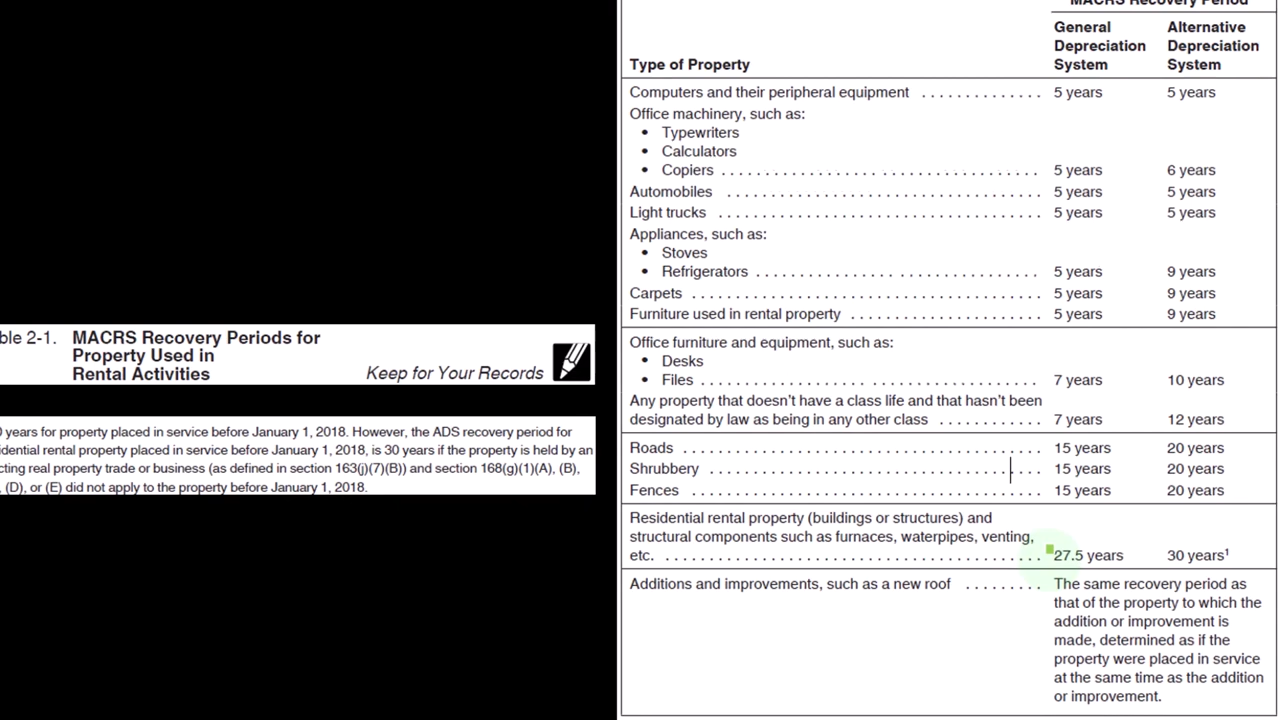 ble 2-1. MACRS Recovery Periods for
Property Used in
Rental Activities Keep for Your Records
0 years for property placed in service before January 1, 2018. However, the ADS recovery period for
idential rental property placed in service before January 1, 2018, is 30 years if the property is held by an
cting real property trade or business (as defined in section 163(j)(7)(B)) and section 168(g)(1)(A), (B),
, (D), or (E) did not apply to the property before January 1, 2018.
MACRS Recovery Period
General Alternative
Depreciation Depreciation
Type of Property System System
Computers and their peripheral equipment . . . . . . . . . . . . . . 5 years 5 years
Office machinery, such as:
• Typewriters
• Calculators
• Copiers . . . . . . . . . . . . . . . . . . . . . . . . . . . . . . . . . . . . . . . 5 years 6 years
Automobiles . . . . . . . . . . . . . . . . . . . . . . . . . . . . . . . . . . . . . . . 5 years 5 years
Light trucks . . . . . . . . . . . . . . . . . . . . . . . . . . . . . . . . . . . . . . . 5 years 5 years
Appliances, such as:
• Stoves
• Refrigerators . . . . . . . . . . . . . . . . . . . . . . . . . . . . . . . . . . . 5 years 9 years
Carpets . . . . . . . . . . . . . . . . . . . . . . . . . . . . . . . . . . . . . . . . . . . 5 years 9 years
Furniture used in rental property . . . . . . . . . . . . . . . . . . . . . . . 5 years 9 years
Office furniture and equipment, such as:
• Desks
• Files . . . . . . . . . . . . . . . . . . . . . . . . . . . . . . . . . . . . . . . . . . 7 years 10 years
Any property that doesn't have a class life and that hasn't been
designated by law as being in any other class . . . . . . . . . . . . . 7 years 12 years
Roads . . . . . . . . . . . . . . . . . . . . . . . . . . . . . . . . . . . . . . . . . . . . 15 years 20 years
Shrubbery . . . . . . . . . . . . . . . . . . . . . . . . . . . . . . . . . . . . . . . . 15 years 20 years
Fences . . . . . . . . . . . . . . . . . . . . . . . . . . . . . . . . . . . . . . . . . . . 15 years 20 years
Residential rental property (buildings or structures) and
structural components such as furnaces, waterpipes, venting,
etc. . . . . . . . . . . . . . . . . . . . . . . . . . . . . . . . . . . . . . . . . . . . . . . 27.5 years 30 years¹
Additions and improvements, such as a new roof . . . . . . . . . The same recovery period as
that of the property to which the
addition or improvement is
made, determined as if the
property were placed in service
at the same time as the addition
or improvement.